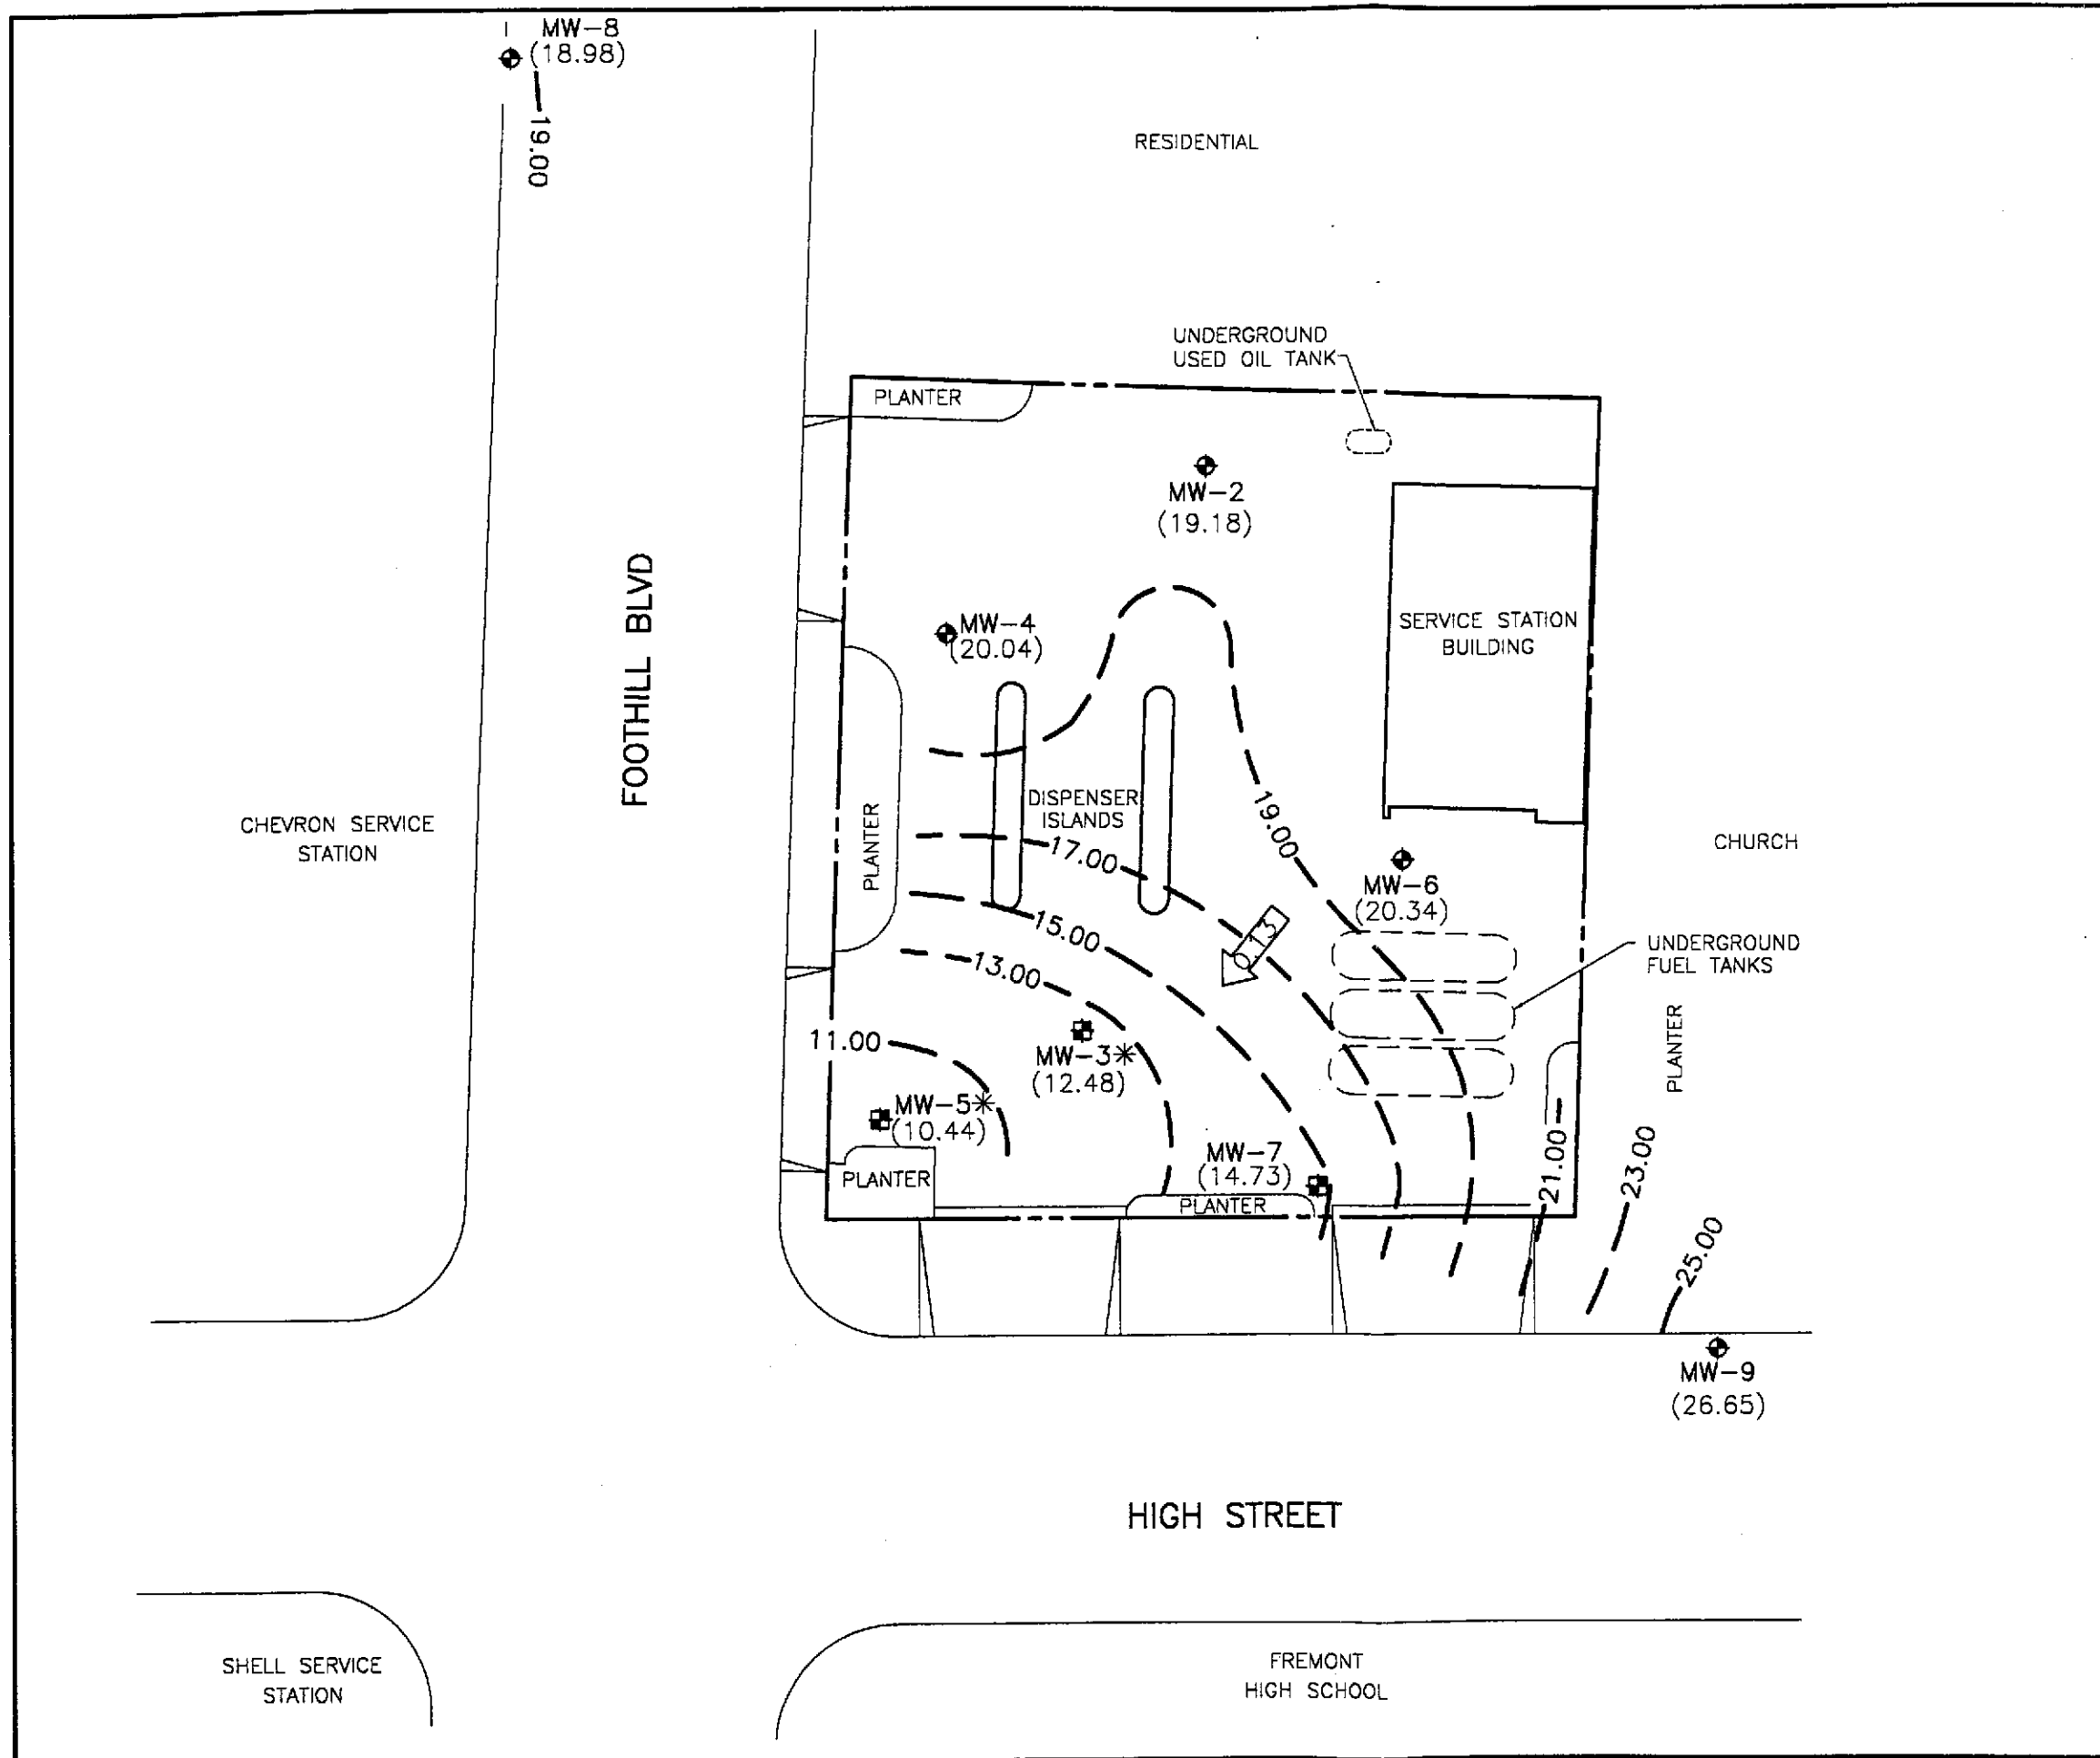 MW-8
(18.98)
19.00
RESIDENTIAL
UNDERGROUND
USED OIL TANK
PLANTER
MW-2
(19.18)
FOOTHILL BLVD
MW-4
(20.04)
SERVICE STATION
BUILDING
CHEVRON SERVICE
STATION
PLANTER
DISPENSER
ISLANDS
19.00
17.00
CHURCH
MW-6
(20.34)
15.00
0.13
UNDERGROUND
FUEL TANKS
13.00
PLANTER
11.00
MW-3*
(12.48)
MW-5*
(10.44)
MW-7
(14.73)
21.00
23.00
PLANTER
PLANTER
25.00
MW-9
(26.65)
HIGH STREET
SHELL SERVICE
STATION
FREMONT
HIGH SCHOOL